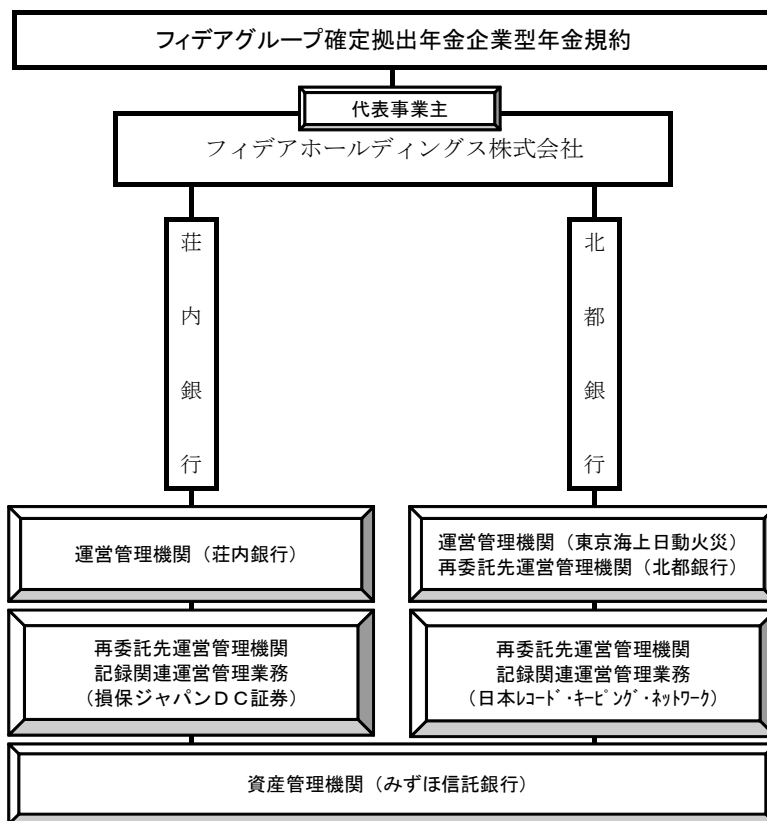 フィデアグループ確定拠出年金企業型年金規約
代表事業主
フィデアホールディングス株式会社
荘内銀行
北都銀行
運営管理機関（荘内銀行）
運営管理機関（東京海上日動火災）
再委託先運営管理機関（北都銀行）
再委託先運営管理機関
記録関連運営管理業務
（損保ジャパンＤＣ証券）
再委託先運営管理機関
記録関連運営管理業務
（日本ﾚｺｰﾄﾞ･ｷｰﾋﾟﾝｸﾞ･ﾈｯﾄﾜｰｸ）
資産管理機関（みずほ信託銀行）